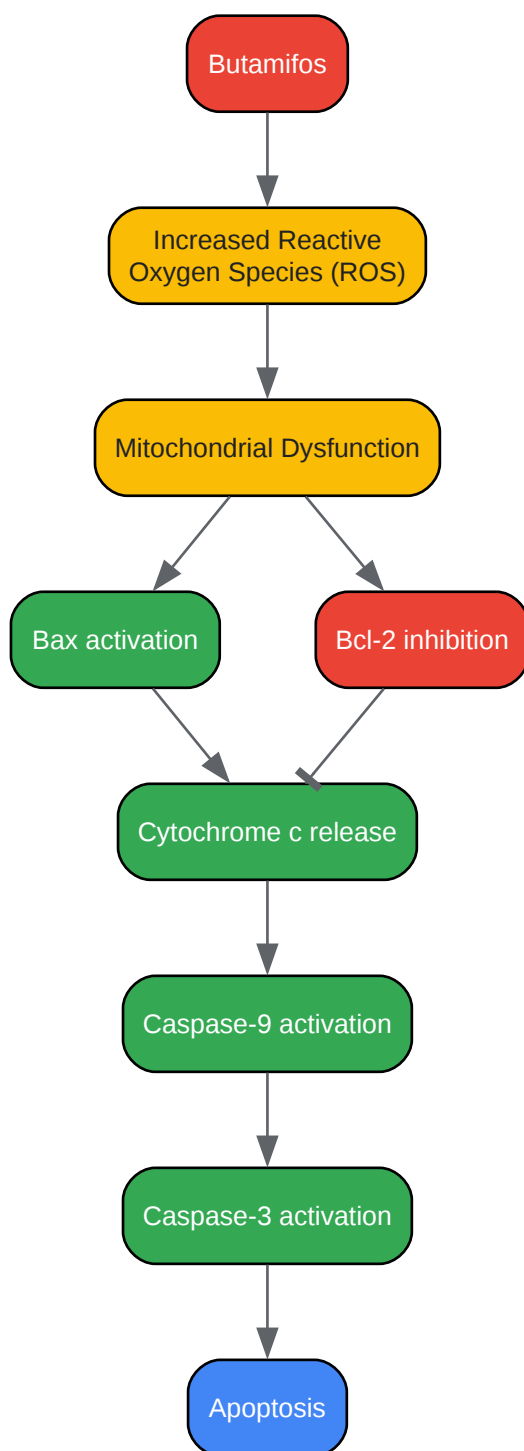 Butamifos
Increased Reactive
Oxygen Species (ROS)
Mitochondrial Dysfunction
Bax activation
Bcl-2 inhibition
Cytochrome c release
Caspase-9 activation
Caspase-3 activation
Apoptosis